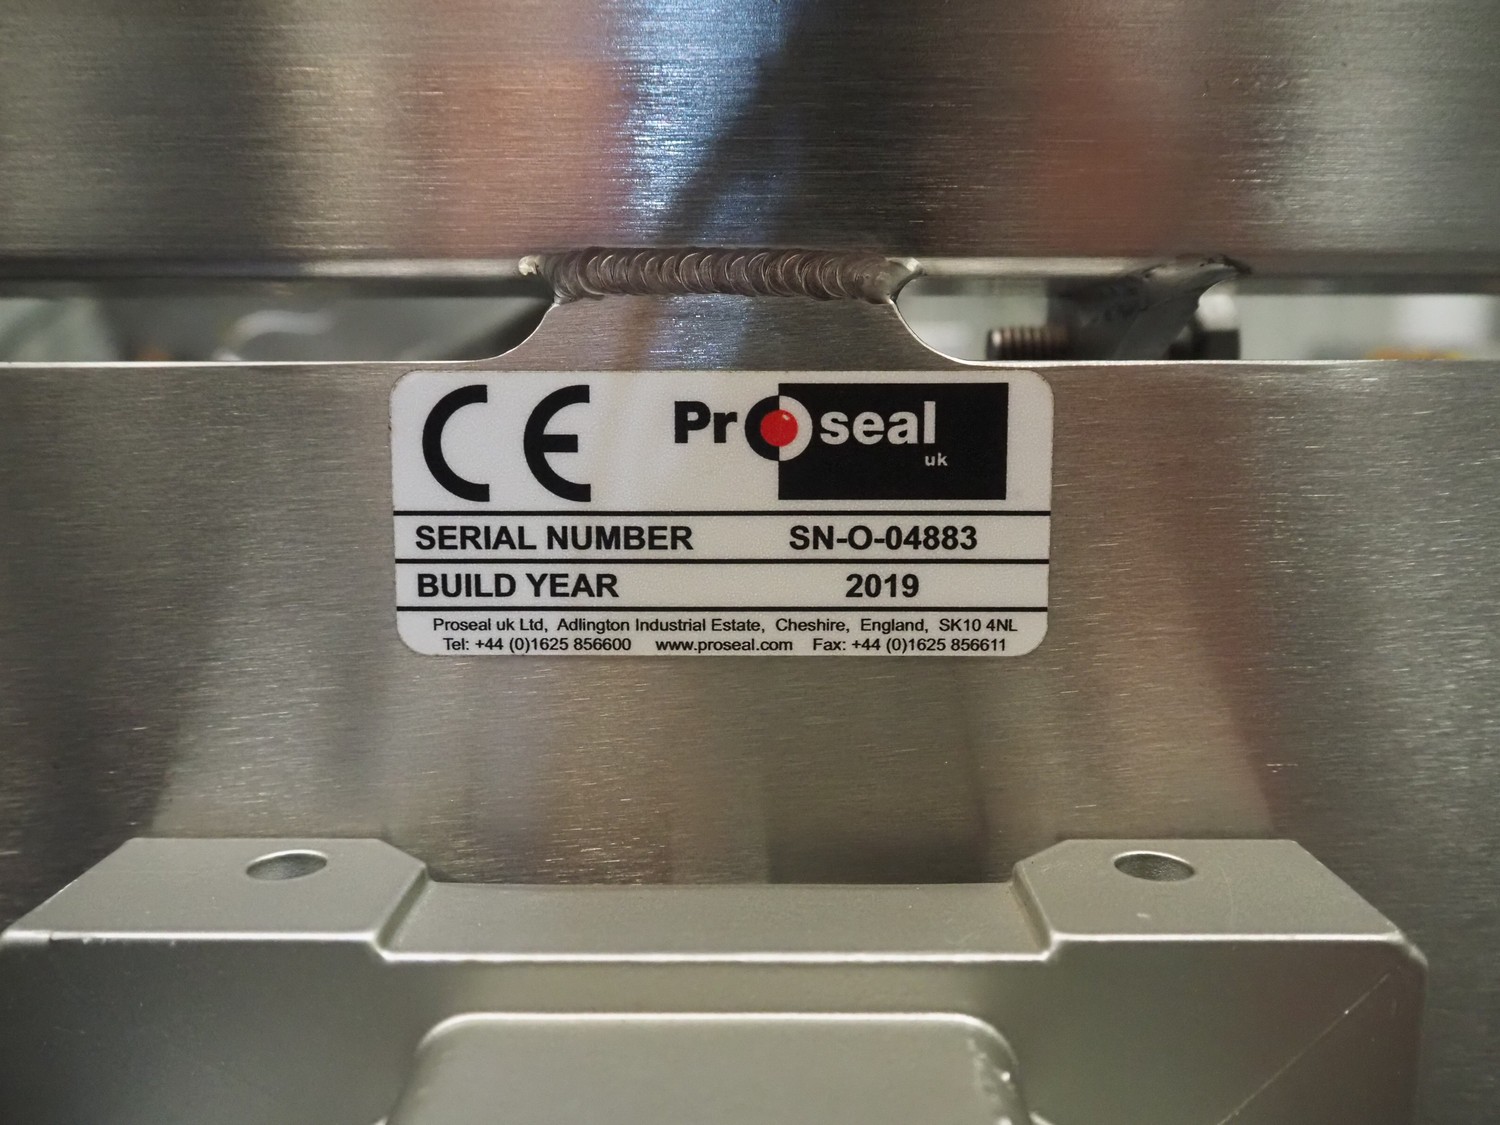 CE Proseal
uk
SERIAL NUMBER SN-O-04883
BUILD YEAR 2019
Proseal uk Ltd, Adlington Industrial Estate, Cheshire, England, SK10 4NL
Tel: +44 (0)1625 856600 www.proseal.com Fax: +44 (0)1625 856611